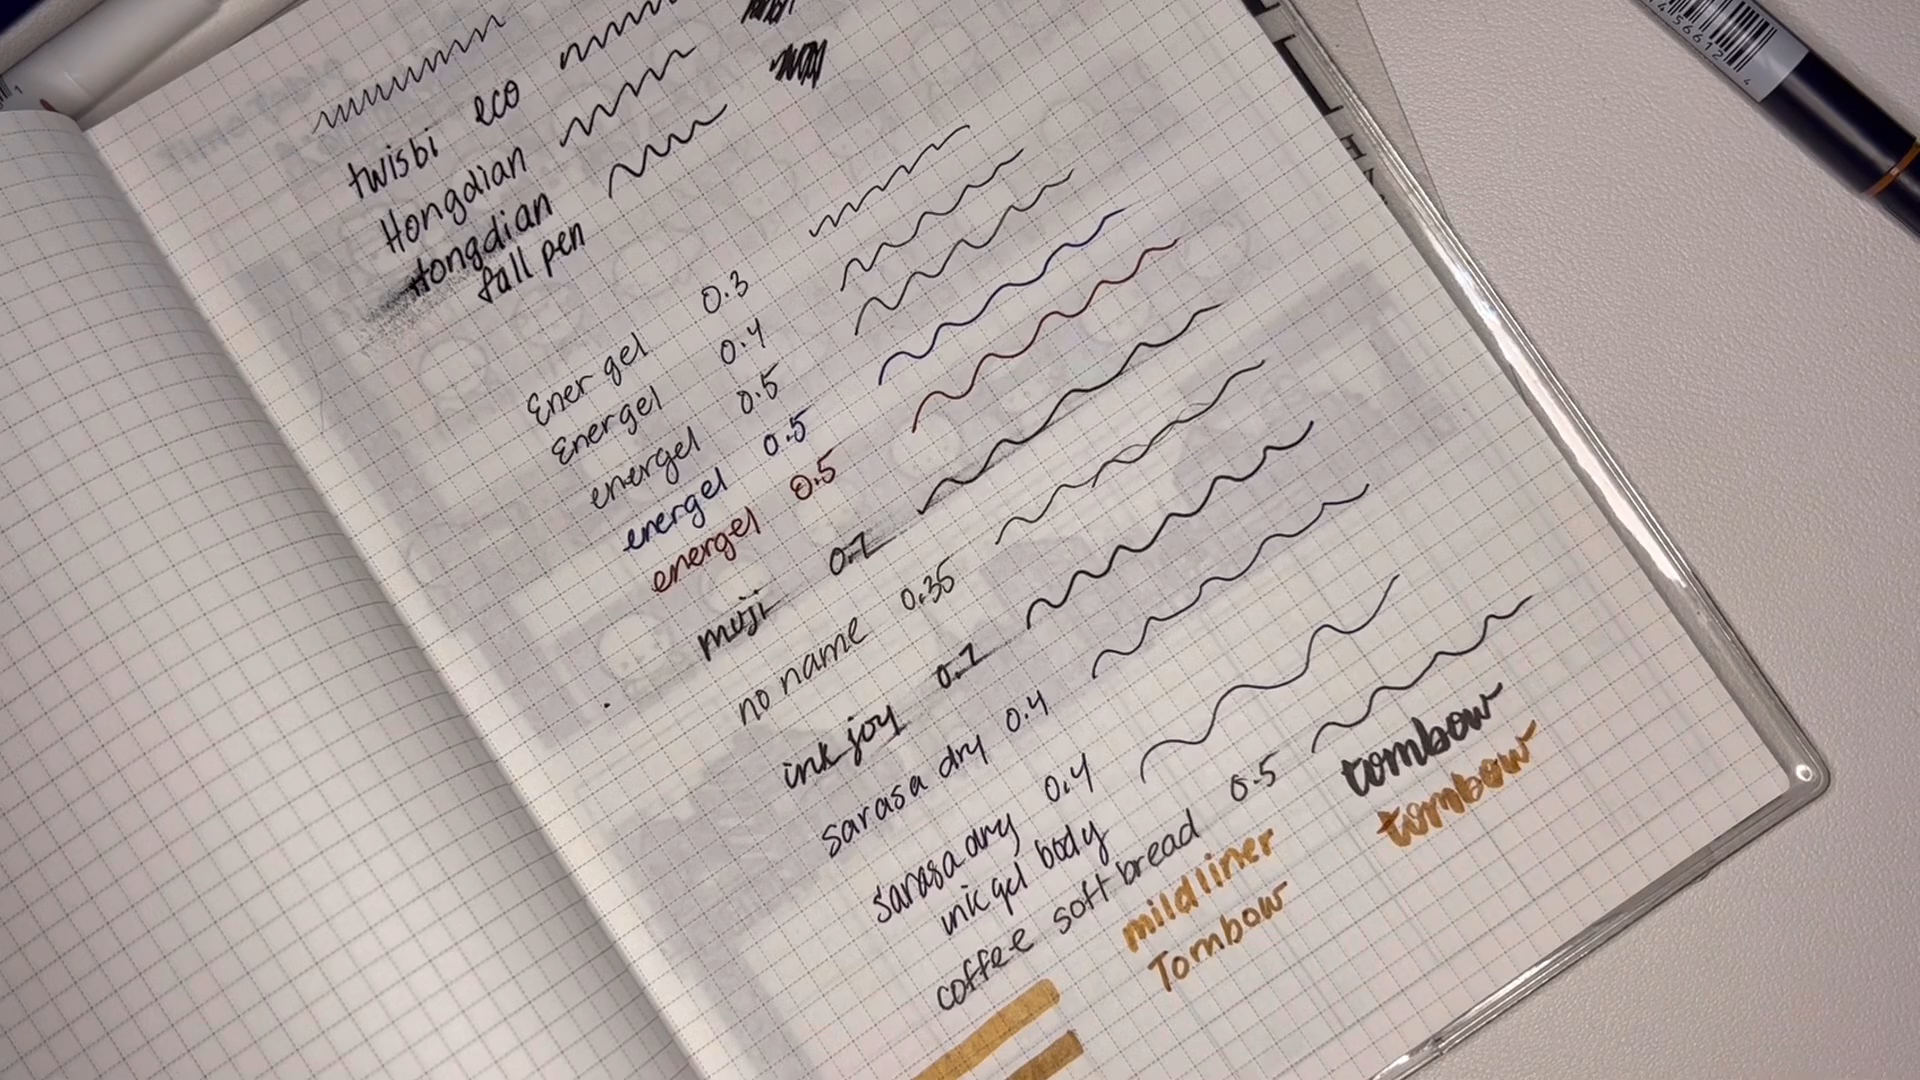 twisbi eco
Hongdian
Hongdian
fall pen
Energel 0.3
Energel 0.4
energel 0.5
energel 0.5
energel 0.5
muji 0.7
no name 0.35
ink joy 0.7
sarasa dry 0.4
sarasa dry 0.4
ink gel body
coffee soft bread 0.5
mildliner
Tombow
tombow
tombow